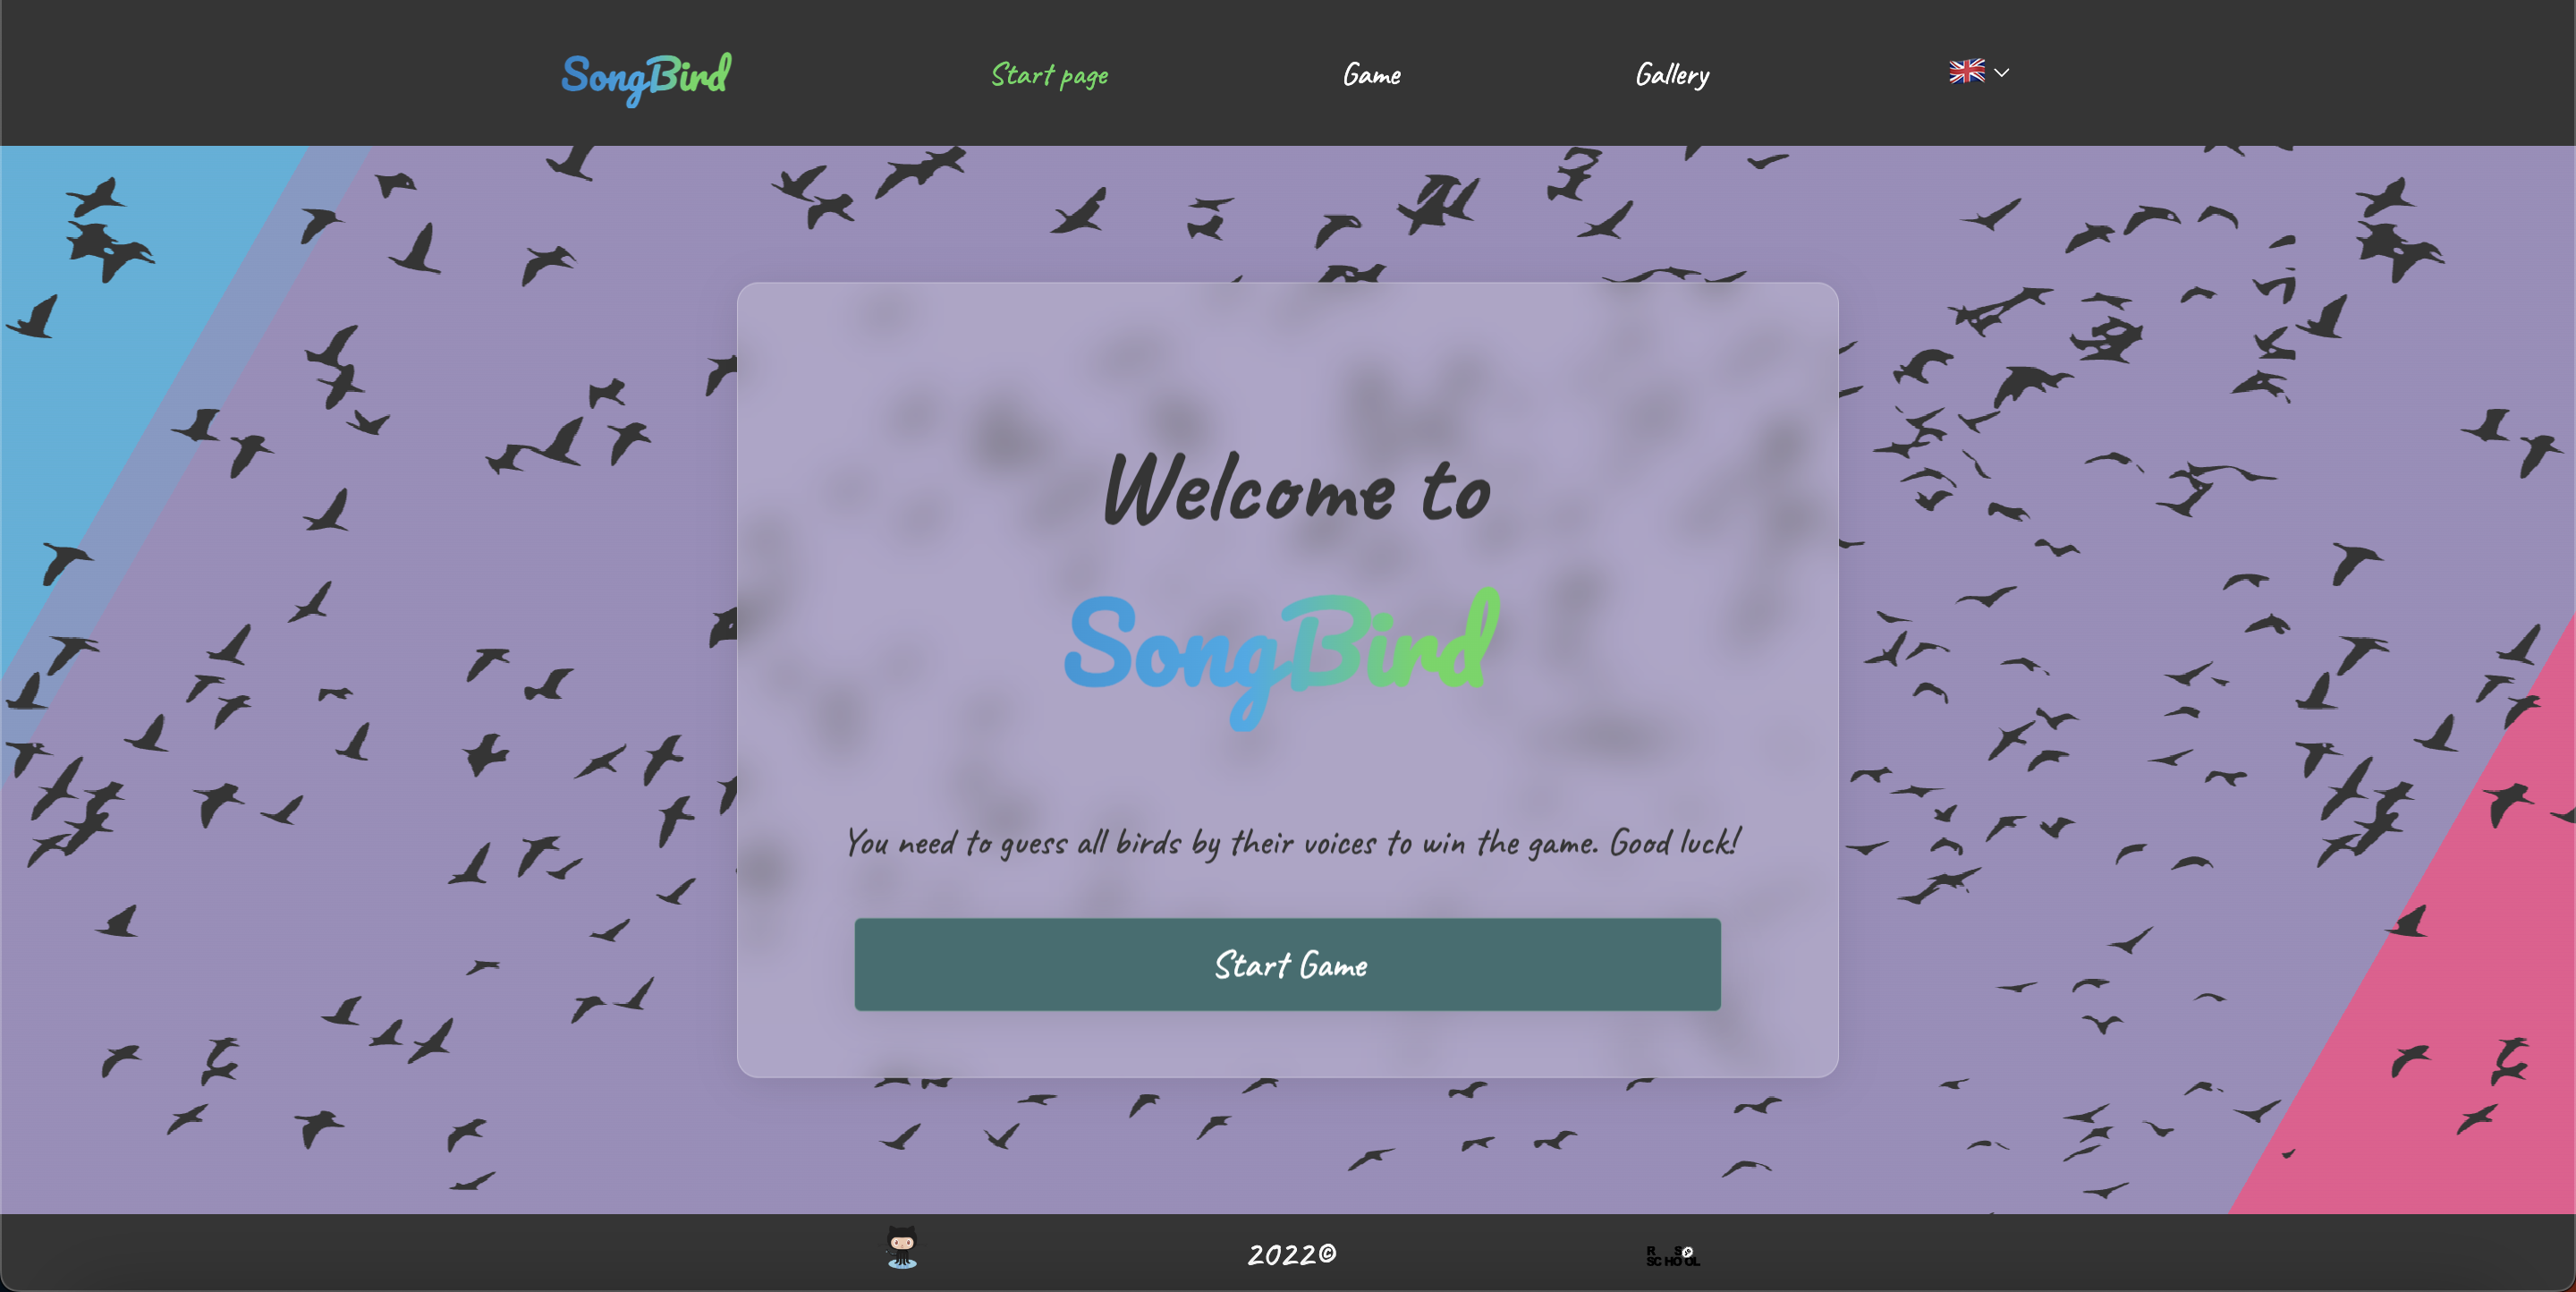 SongBird
Start page
Game
Gallery
Welcome to
SongBird
You need to guess all birds by their voices to win the game. Good luck!
Start Game
2022©
RS
SCHOOL